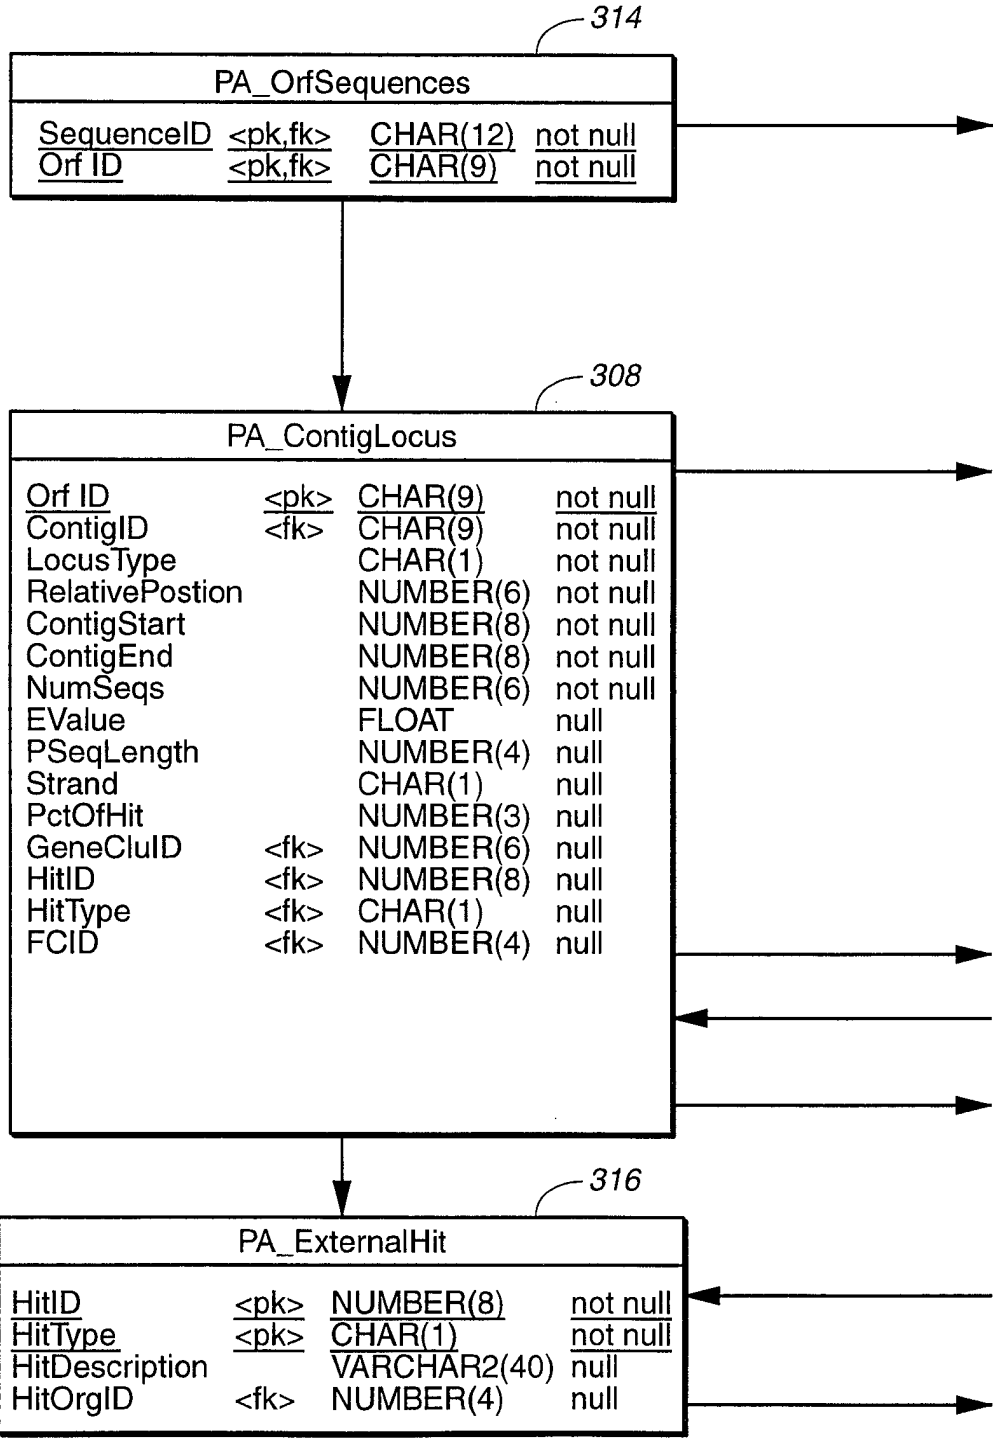 314
PA_OrfSequences
SequenceID <pk,fk> CHAR(12) not null
Orf ID <pk,fk> CHAR(9) not null
308
PA_ContigLocus
Orf ID <pk> CHAR(9) not null
ContigID <fk> CHAR(9) not null
LocusType CHAR(1) not null
RelativePostion NUMBER(6) not null
ContigStart NUMBER(8) not null
ContigEnd NUMBER(8) not null
NumSeqs NUMBER(6) not null
EValue FLOAT null
PSeqLength NUMBER(4) null
Strand CHAR(1) null
PctOfHit NUMBER(3) null
GeneCluID <fk> NUMBER(6) null
HitID <fk> NUMBER(8) null
HitType <fk> CHAR(1) null
FCID <fk> NUMBER(4) null
316
PA_ExternalHit
HitID <pk> NUMBER(8) not null
HitType <pk> CHAR(1) not null
HitDescription VARCHAR2(40) null
HitOrgID <fk> NUMBER(4) null